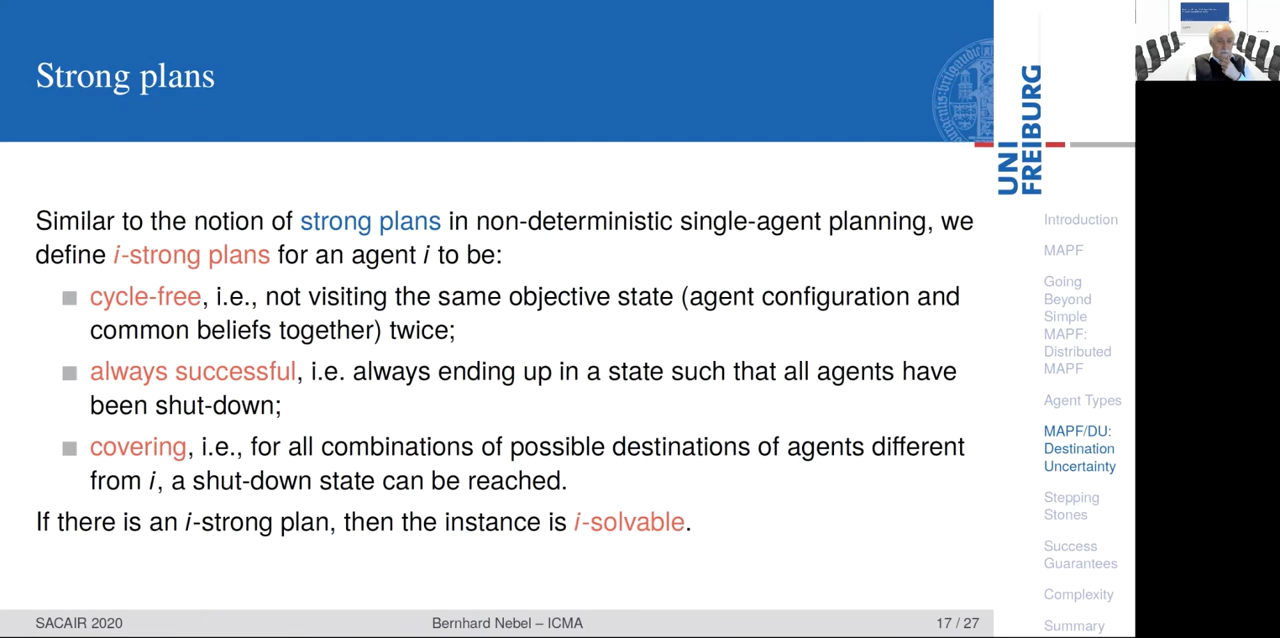 Strong plans
UNI
FREIBURG
Similar to the notion of strong plans in non-deterministic single-agent planning, we
define i-strong plans for an agent i to be:
cycle-free, i.e., not visiting the same objective state (agent configuration and
common beliefs together) twice;
always successful, i.e. always ending up in a state such that all agents have
been shut-down;
covering, i.e., for all combinations of possible destinations of agents different
from i, a shut-down state can be reached.
If there is an i-strong plan, then the instance is i-solvable.
Introduction
MAPF
Going
Beyond
Simple
MAPF:
Distributed
MAPF
Agent Types
MAPF/DU:
Destination
Uncertainty
Stepping
Stones
Success
Guarantees
Complexity
Summary
SACAIR 2020
Bernhard Nebel – ICMA
17 / 27